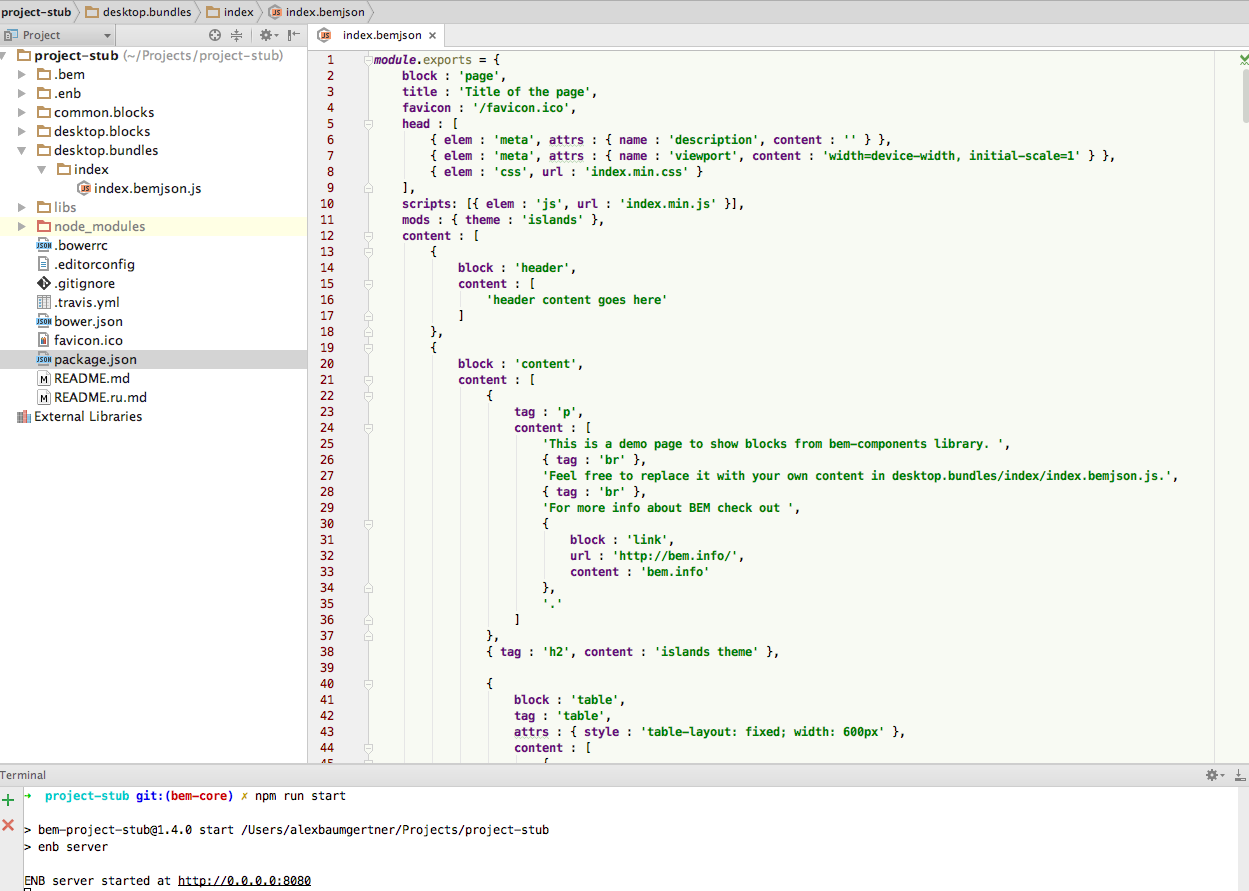 project-stub desktop.bundles index index.bemjson
Project
index.bemjson
project-stub (~/Projects/project-stub)
.bem
.enb
common.blocks
desktop.blocks
desktop.bundles
index
index.bemjson.js
libs
node_modules
.bowerrc
.editorconfig
.gitignore
.travis.yml
bower.json
favicon.ico
package.json
README.md
README.ru.md
External Libraries
1 module.exports = {
2 block : 'page',
3 title : 'Title of the page',
4 favicon : '/favicon.ico',
5 head : [
6 { elem : 'meta', attrs : { name : 'description', content : '' } },
7 { elem : 'meta', attrs : { name : 'viewport', content : 'width=device-width, initial-scale=1' } },
8 { elem : 'css', url : 'index.min.css' }
9 ],
10 scripts: [{ elem : 'js', url : 'index.min.js' }],
11 mods : { theme : 'islands' },
12 content : [
13 {
14 block : 'header',
15 content : [
16 'header content goes here'
17 ]
18 },
19 {
20 block : 'content',
21 content : [
22 {
23 tag : 'p',
24 content : [
25 'This is a demo page to show blocks from bem-components library. ',
26 { tag : 'br' },
27 'Feel free to replace it with your own content in desktop.bundles/index/index.bemjson.js.',
28 { tag : 'br' },
29 'For more info about BEM check out ',
30 {
31 block : 'link',
32 url : 'http://bem.info/',
33 content : 'bem.info'
34 },
35 '.'
36 ]
37 },
38 { tag : 'h2', content : 'islands theme' },
39
40 {
41 block : 'table',
42 tag : 'table',
43 attrs : { style : 'table-layout: fixed; width: 600px' },
44 content : [
45 {
Terminal
→ project-stub git:(bem-core) ✗ npm run start
> bem-project-stub@1.4.0 start /Users/alexbaumgertner/Projects/project-stub
> enb server
ENB server started at http://0.0.0.0:8080